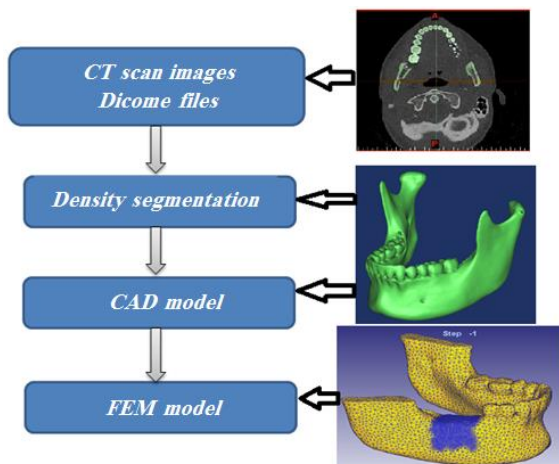 CT scan images
Dicome files
Density segmentation
CAD model
Step -1
FEM model